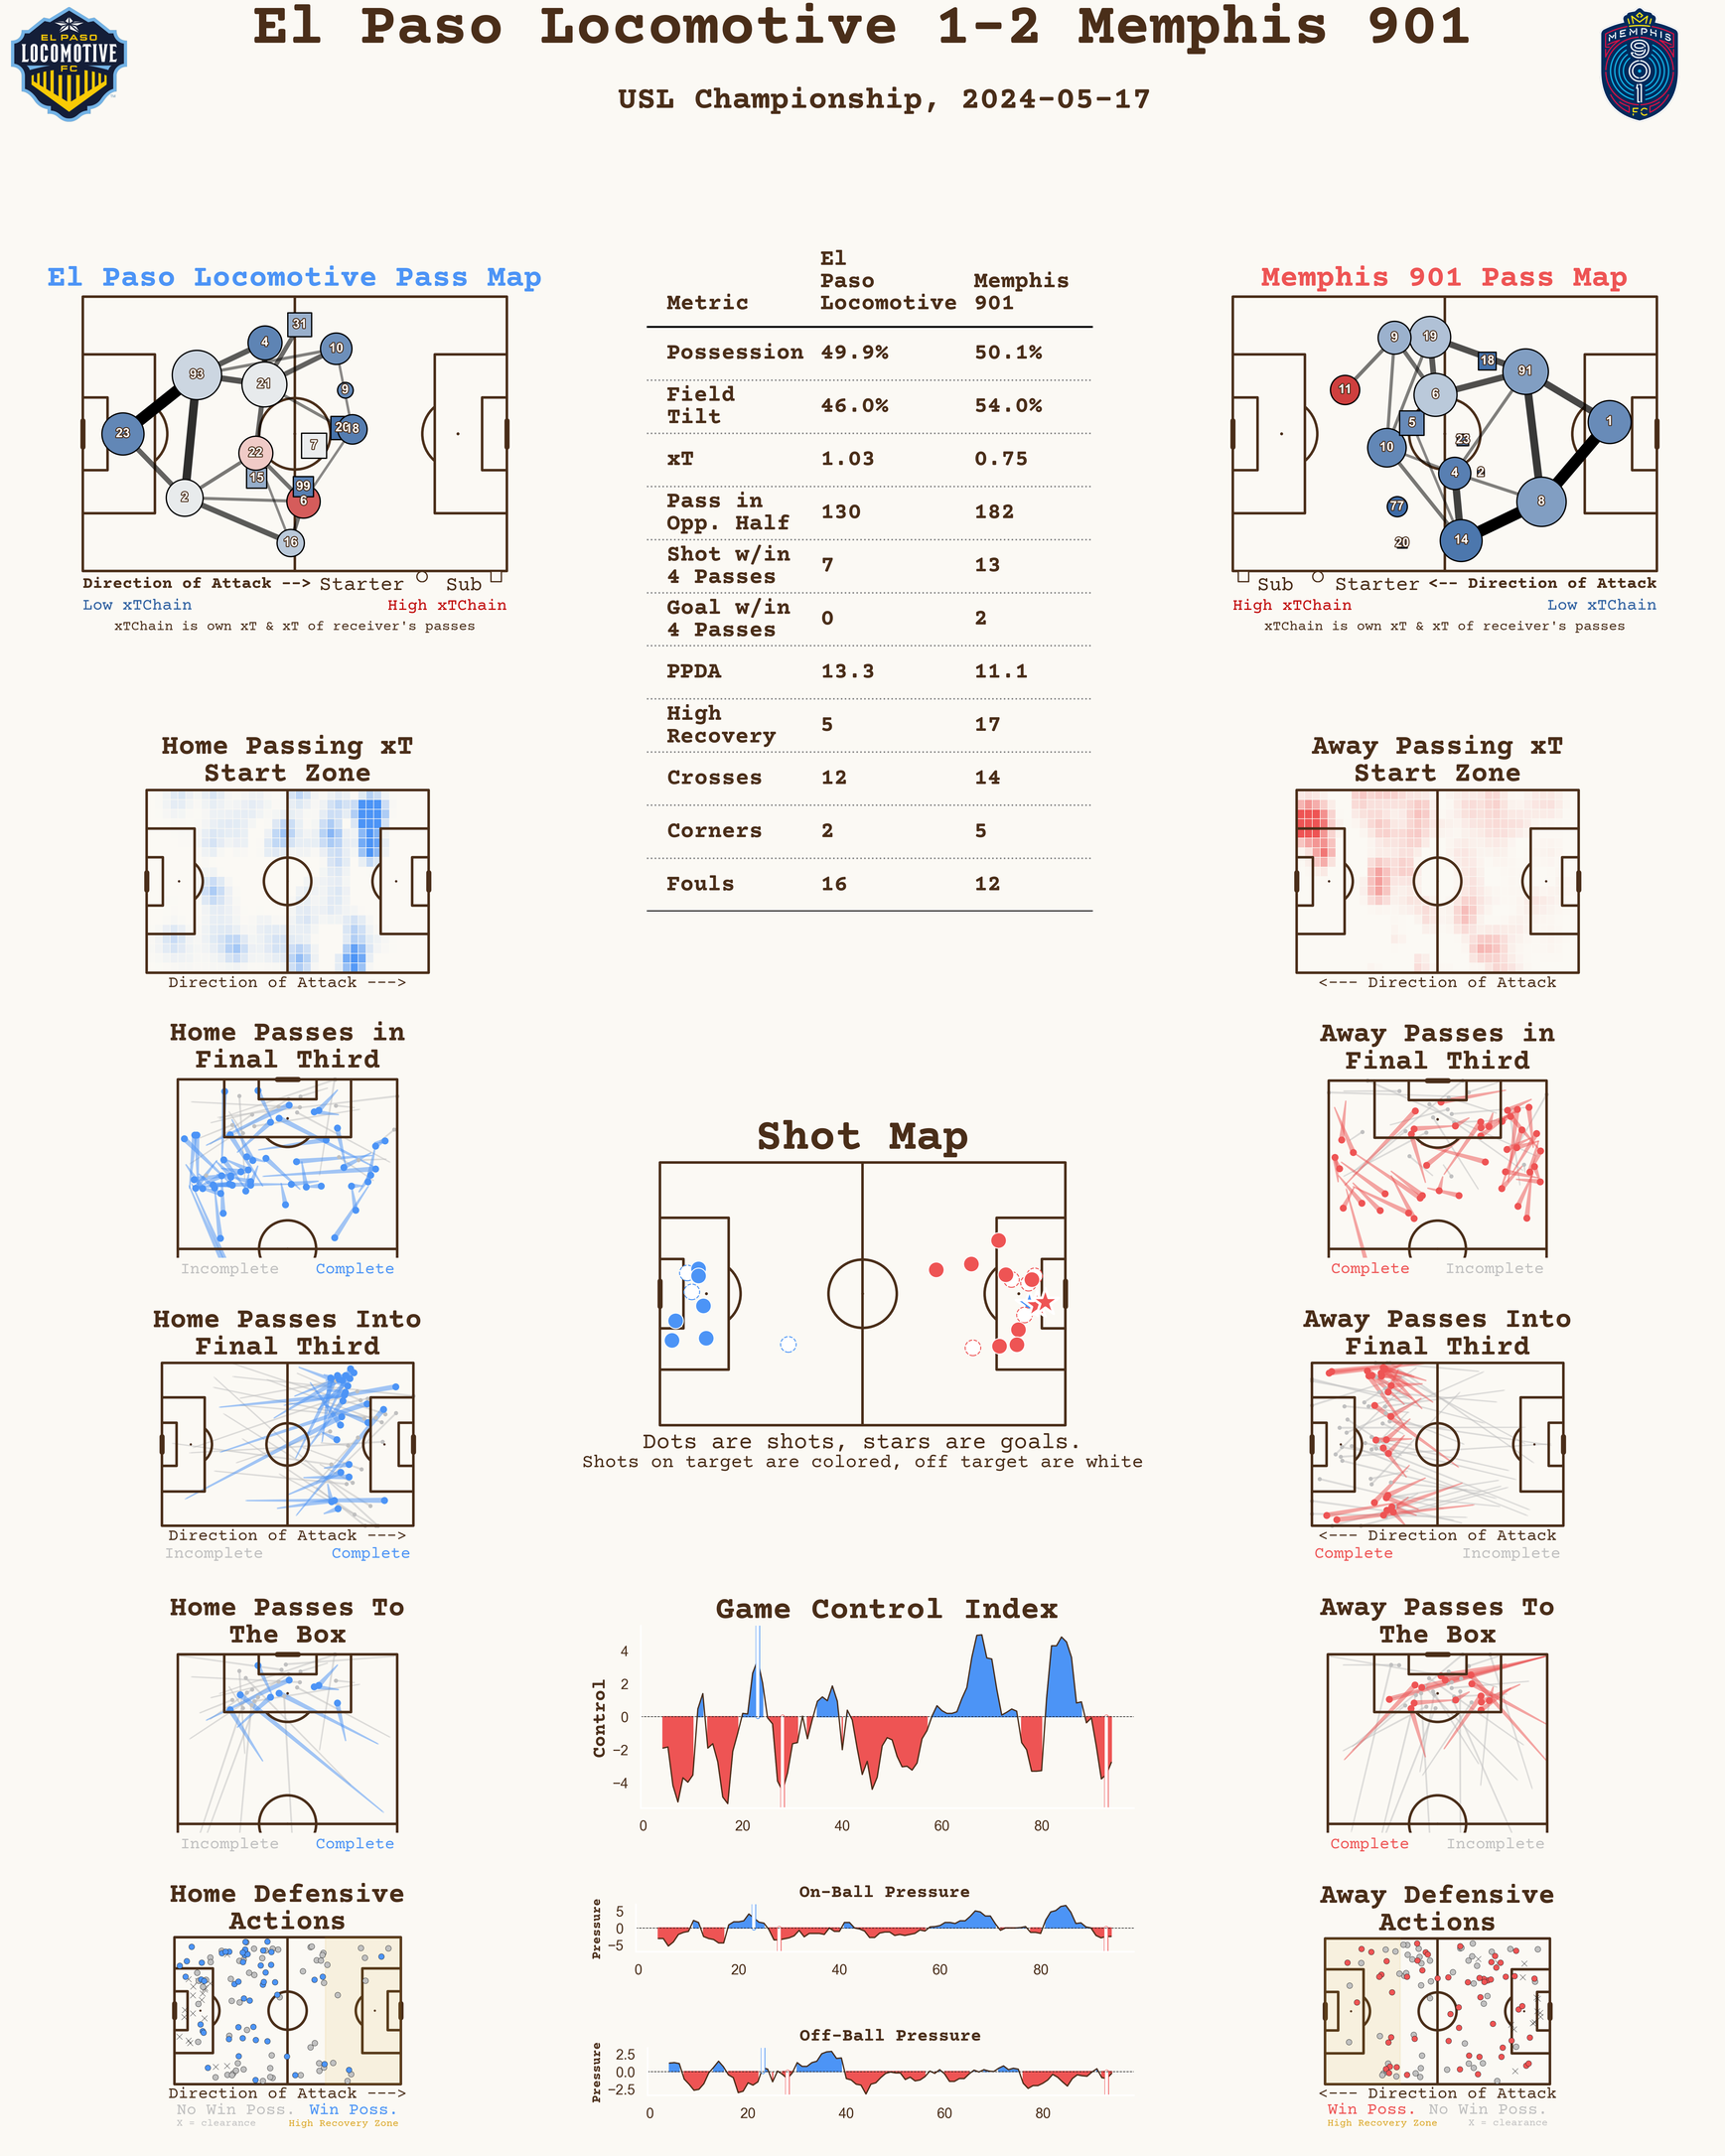 El Paso Locomotive 1-2 Memphis 901
EL PASO
LOCOMOTIVE
FC
MEMPHIS
901
FC
USL Championship, 2024-05-17
El Paso Locomotive Pass Map
31
4
10
93
21
9
23
20
18
7
22
15
99
2
6
16
Direction of Attack --> Starter Sub
Low xTChain High xTChain
xTChain is own xT & xT of receiver's passes
El
Paso Memphis
Metric Locomotive 901
Possession 49.9% 50.1%
Field
Tilt 46.0% 54.0%
xT 1.03 0.75
Pass in
Opp. Half 130 182
Shot w/in
4 Passes 7 13
Goal w/in
4 Passes 0 2
PPDA 13.3 11.1
High
Recovery 5 17
Crosses 12 14
Corners 2 5
Fouls 16 12
Memphis 901 Pass Map
9
19
18
91
11
6
5
1
10
23
4
2
77
8
14
20
Sub Starter <-- Direction of Attack
High xTChain Low xTChain
xTChain is own xT & xT of receiver's passes
Home Passing xT
Start Zone
Direction of Attack --->
Away Passing xT
Start Zone
<--- Direction of Attack
Home Passes in
Final Third
Incomplete Complete
Away Passes in
Final Third
Complete Incomplete
Shot Map
Dots are shots, stars are goals.
Shots on target are colored, off target are white
Home Passes Into
Final Third
Direction of Attack --->
Incomplete Complete
Away Passes Into
Final Third
<--- Direction of Attack
Complete Incomplete
Home Passes To
The Box
Incomplete Complete
Game Control Index
Control
4
2
0
−2
−4
0 20 40 60 80
Away Passes To
The Box
Complete Incomplete
Home Defensive
Actions
Direction of Attack --->
No Win Poss. Win Poss.
X = clearance High Recovery Zone
On-Ball Pressure
Pressure
5
0
−5
0 20 40 60 80
Off-Ball Pressure
Pressure
2.5
0.0
−2.5
0 20 40 60 80
Away Defensive
Actions
<--- Direction of Attack
Win Poss. No Win Poss.
High Recovery Zone X = clearance